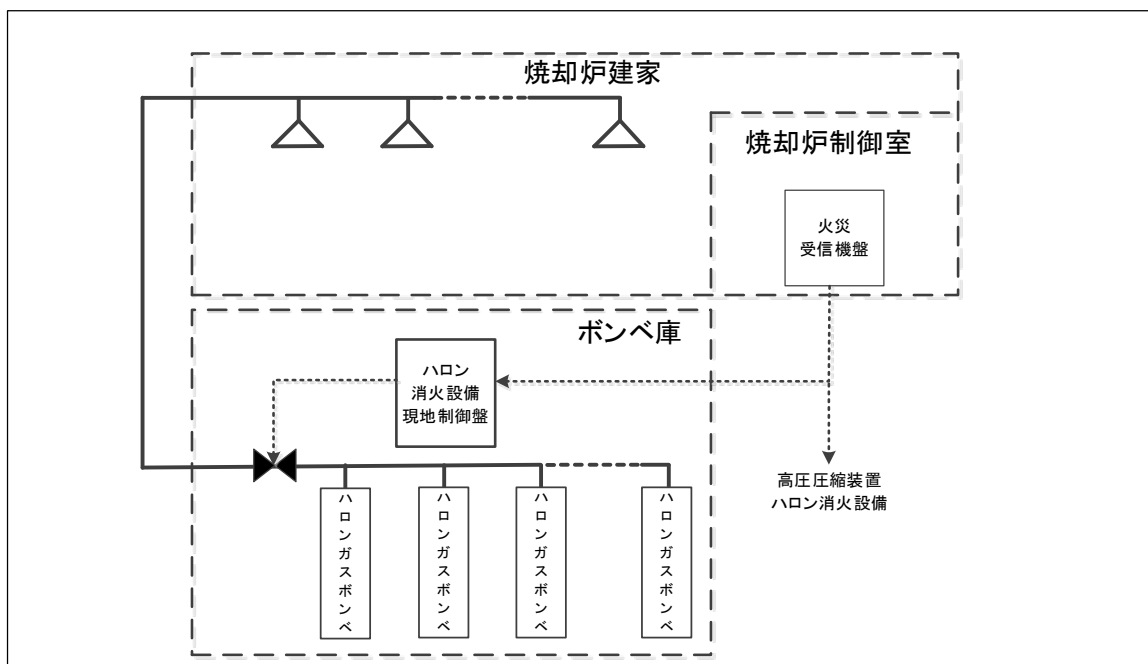 焼却炉建家
焼却炉制御室
火災
受信機盤
ボンベ庫
ハロン
消火設備
現地制御盤
高圧圧縮装置
ハロン消火設備
ハロンガスボンベ
ハロンガスボンベ
ハロンガスボンベ
ハロンガスボンベ